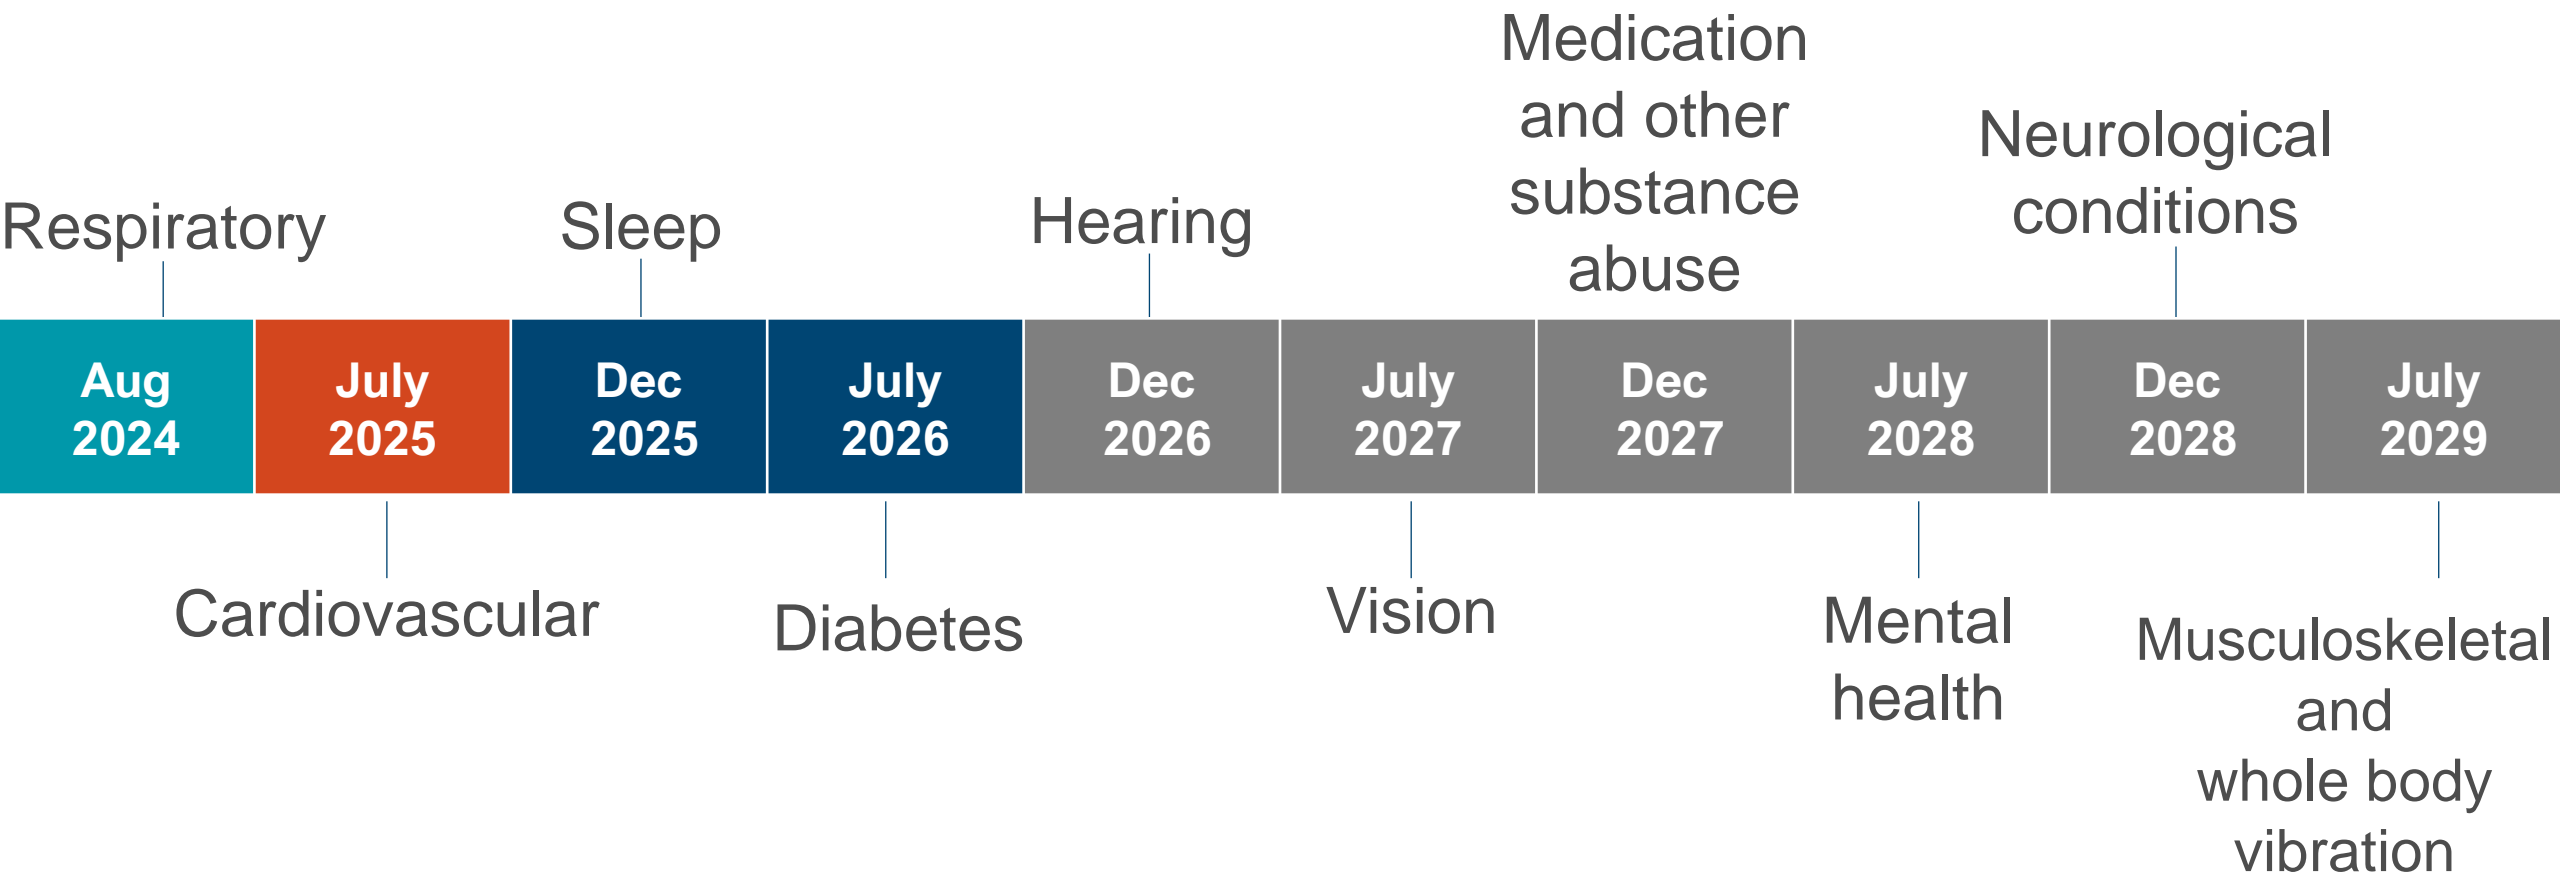 Medication
and other
substance
abuse
Neurological
conditions
Respiratory
Sleep
Hearing
Aug
2024
July
2025
Dec
2025
July
2026
Dec
2026
July
2027
Dec
2027
July
2028
Dec
2028
July
2029
Cardiovascular
Diabetes
Vision
Mental
health
Musculoskeletal
and
whole body
vibration